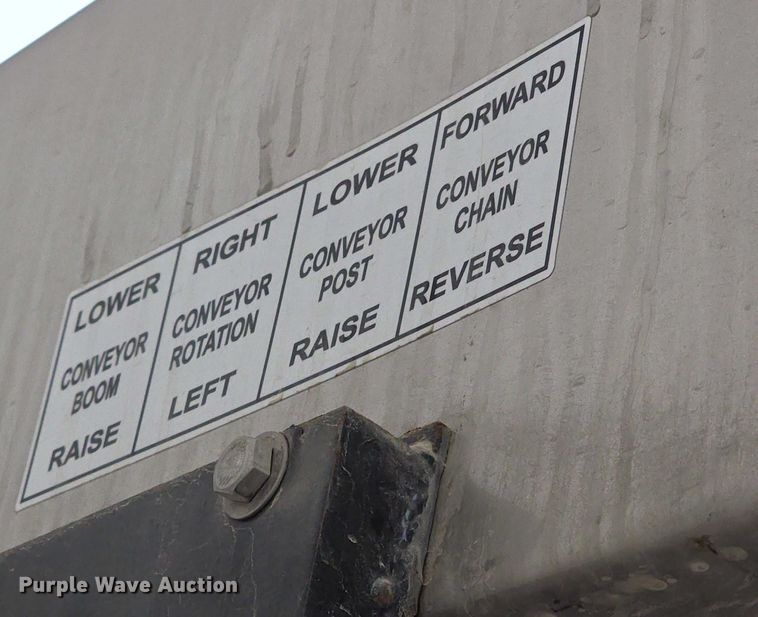 LOWER
CONVEYOR
BOOM
RAISE
RIGHT
CONVEYOR
ROTATION
LEFT
LOWER
CONVEYOR
POST
RAISE
FORWARD
CONVEYOR
CHAIN
REVERSE
Purple Wave Auction